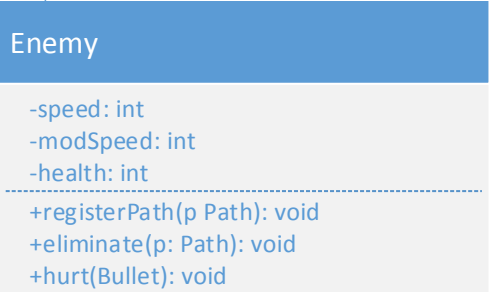 Enemy
-speed: int
-modSpeed: int
-health: int
+registerPath(p Path): void
+eliminate(p: Path): void
+hurt(Bullet): void